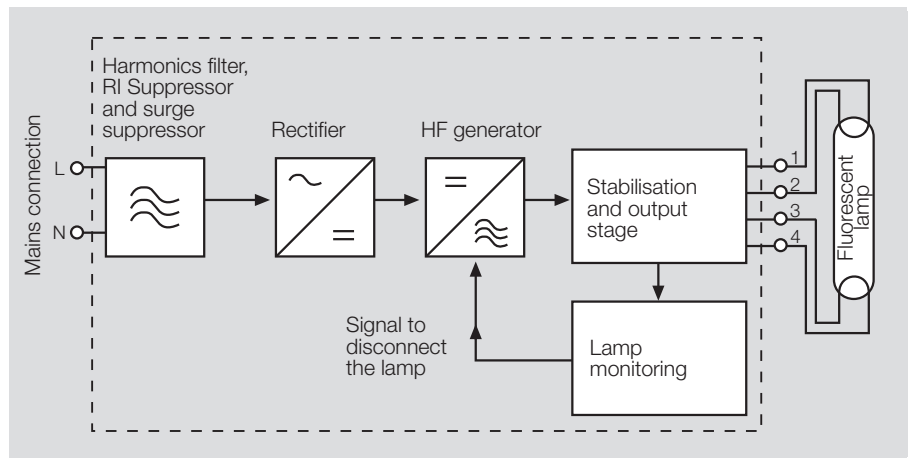 Harmonics filter,
RI Suppressor
and surge
suppressor
Rectifier
HF generator
Mains connection
L
N
Stabilisation
and output
stage
1
2
3
4
Fluorescent
lamp
Signal to
disconnect
the lamp
Lamp
monitoring